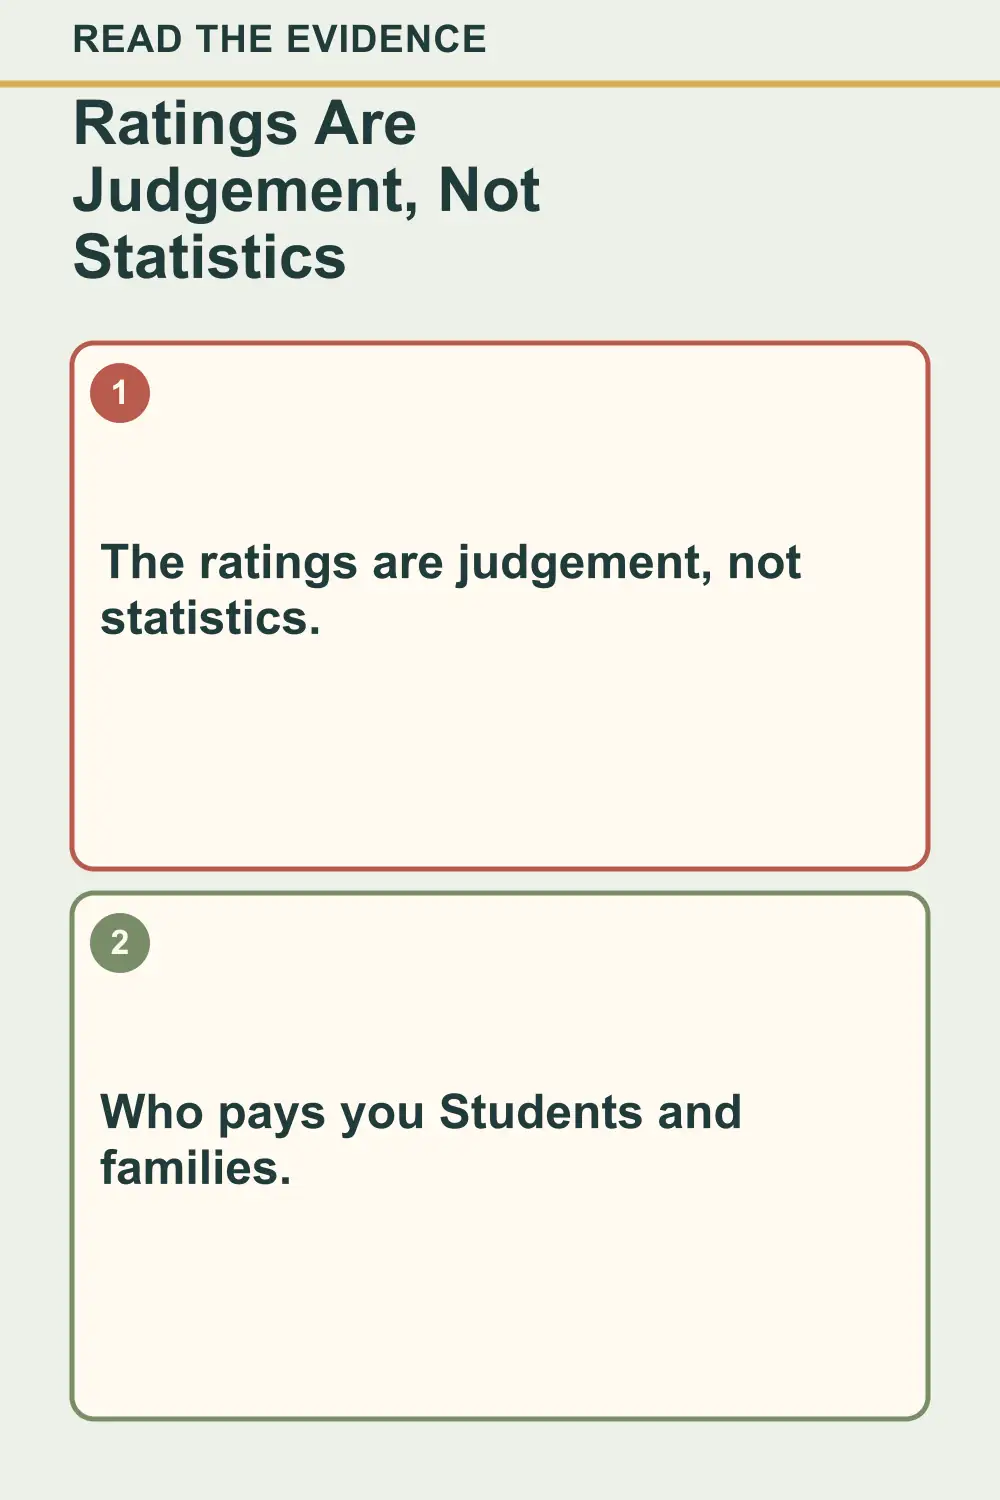 READ THE EVIDENCE
Ratings Are
Judgement, Not
Statistics
1
The ratings are judgement, not
statistics.
2
Who pays you Students and
families.